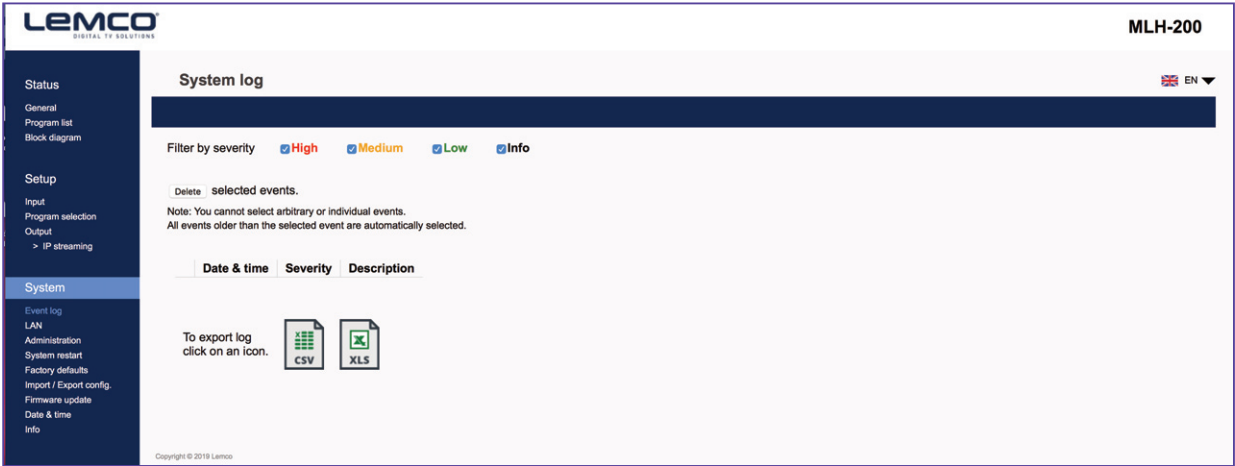 LEMCO
DIGITAL TV SOLUTIONS
MLH-200
Status
General
Program list
Block diagram
Setup
Input
Program selection
Output
> IP streaming
System
Event log
LAN
Administration
System restart
Factory defaults
Import / Export config.
Firmware update
Date & time
Info
System log
EN
Filter by severity High Medium Low Info
Delete selected events.
Note: You cannot select arbitrary or individual events.
All events older than the selected event are automatically selected.
Date & time Severity Description
To export log
click on an icon.
CSV XLS
Copyright © 2019 Lemco